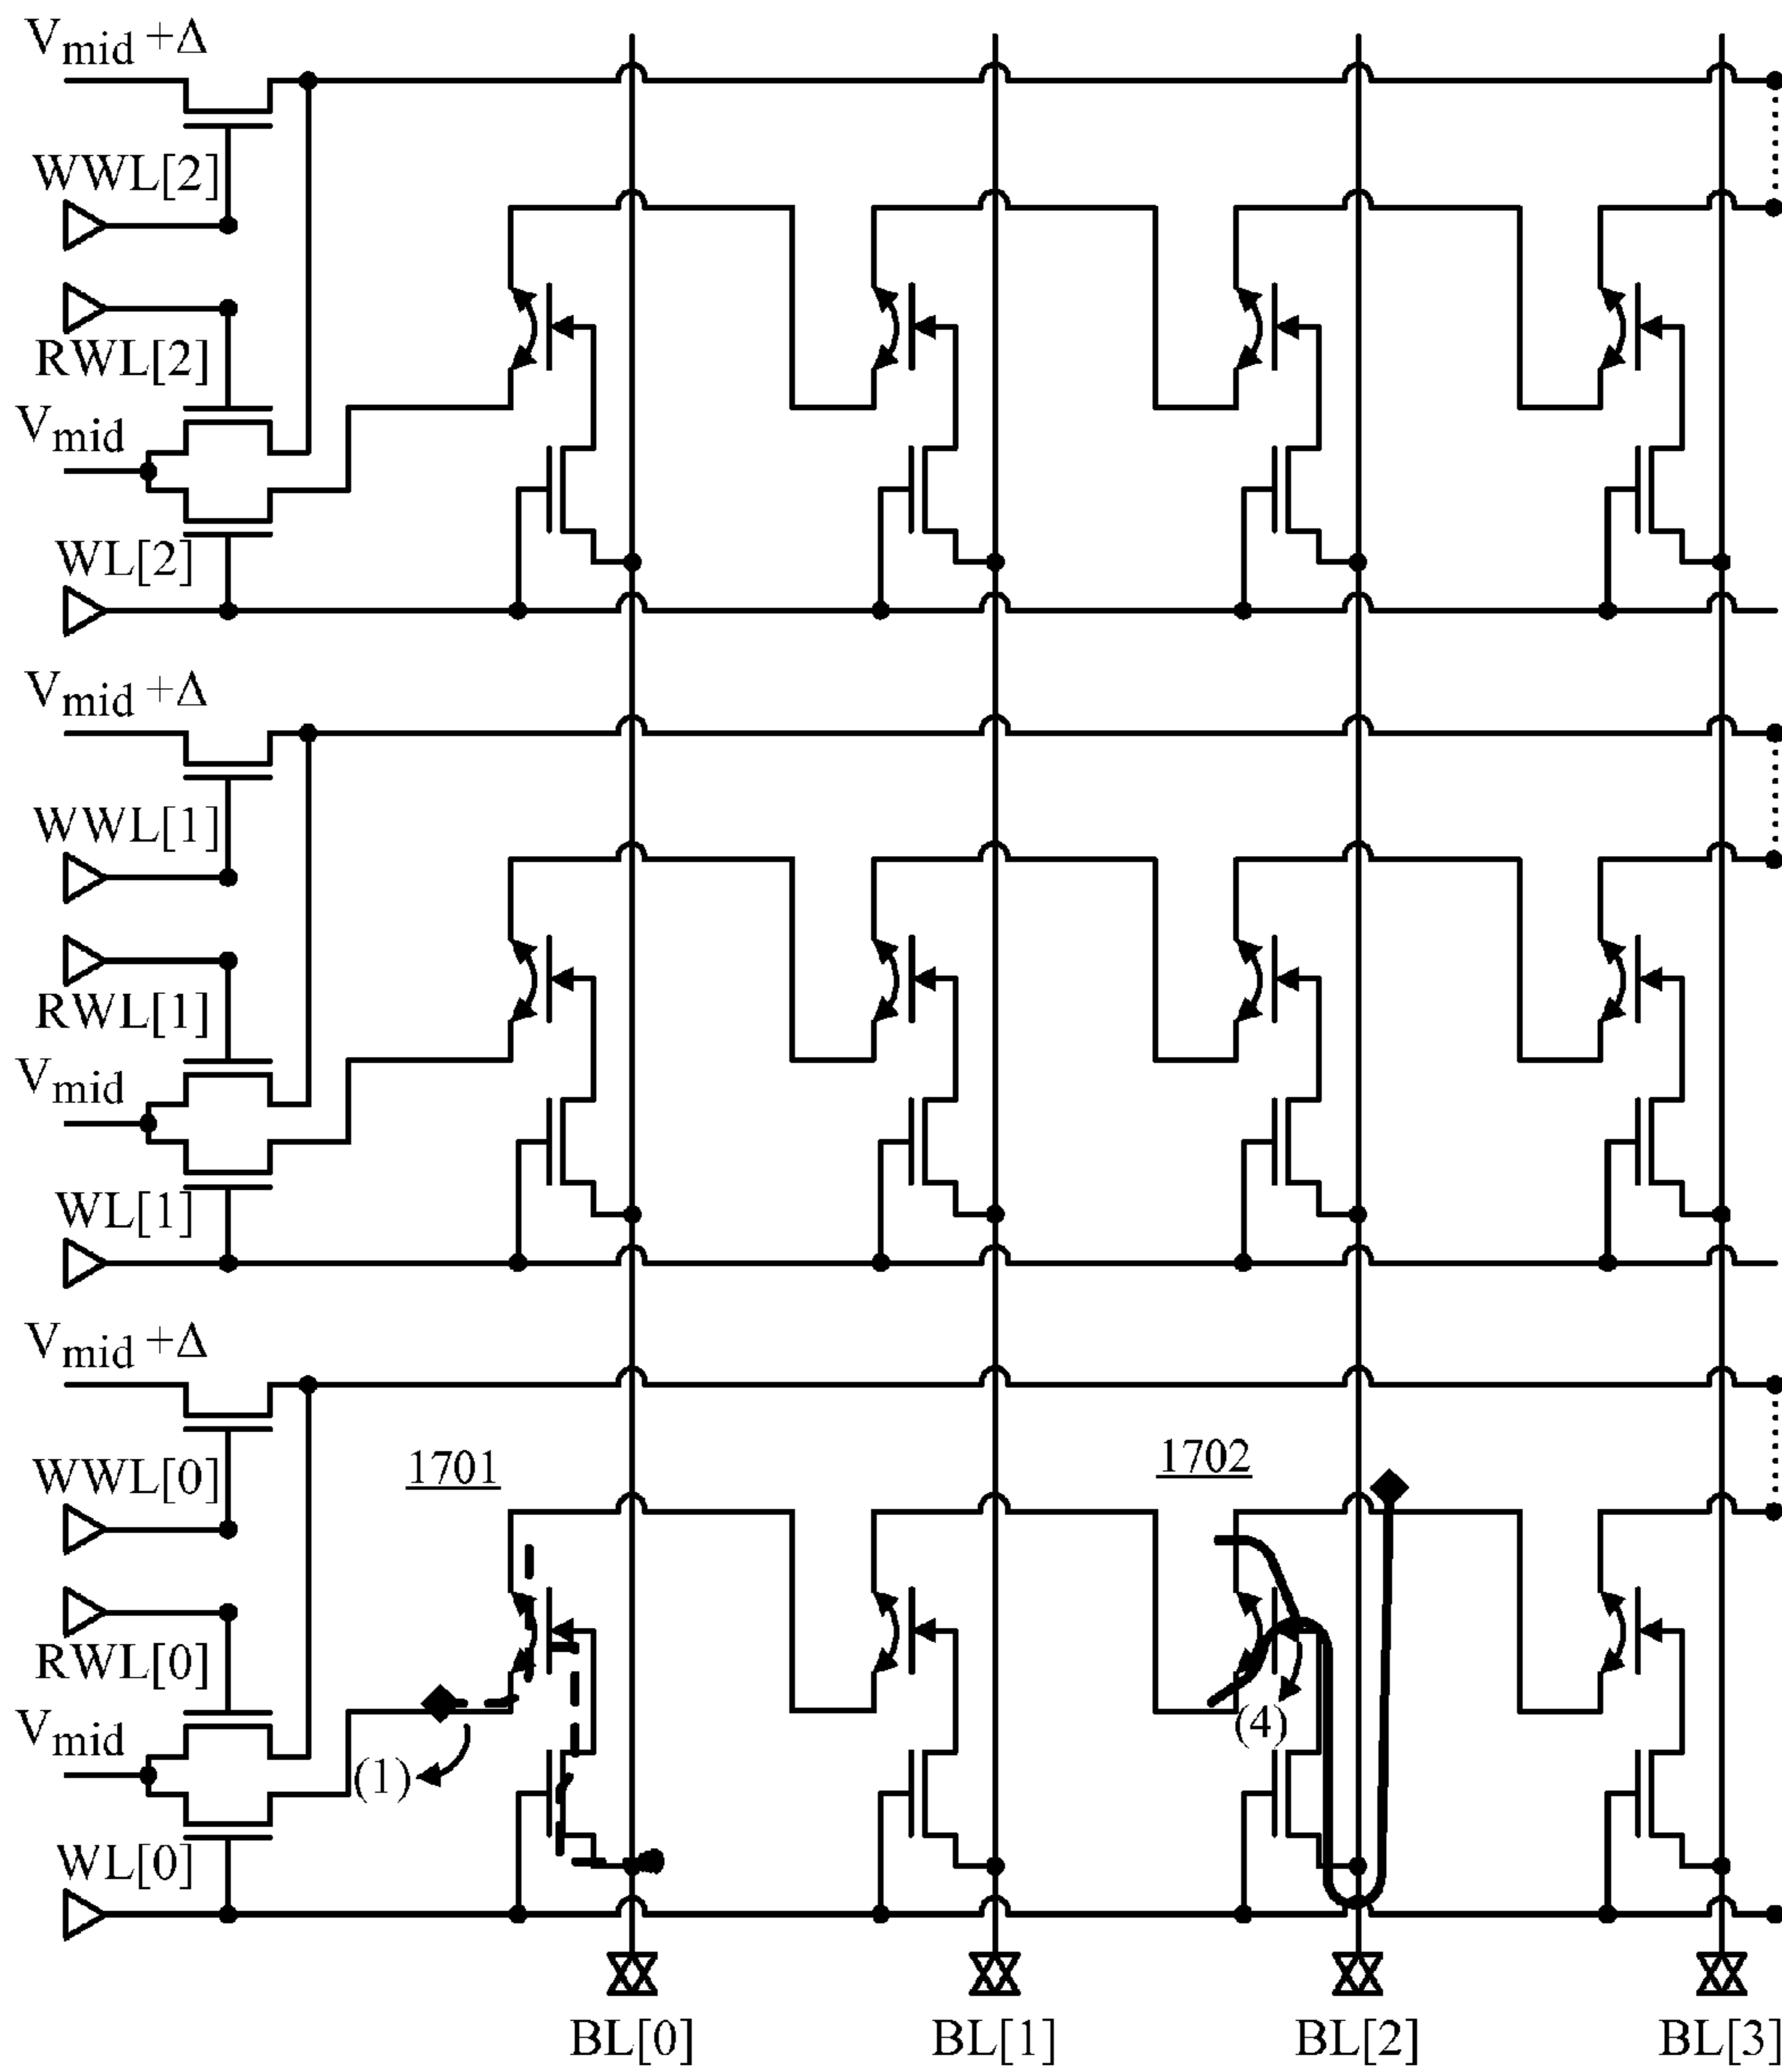 Vmid +Δ
WWL[2]
RWL[2]
Vmid
WL[2]
Vmid +Δ
WWL[1]
RWL[1]
Vmid
WL[1]
Vmid +Δ
WWL[0]
1701
1702
RWL[0]
Vmid
(1)
(4)
WL[0]
BL[0]
BL[1]
BL[2]
BL[3]